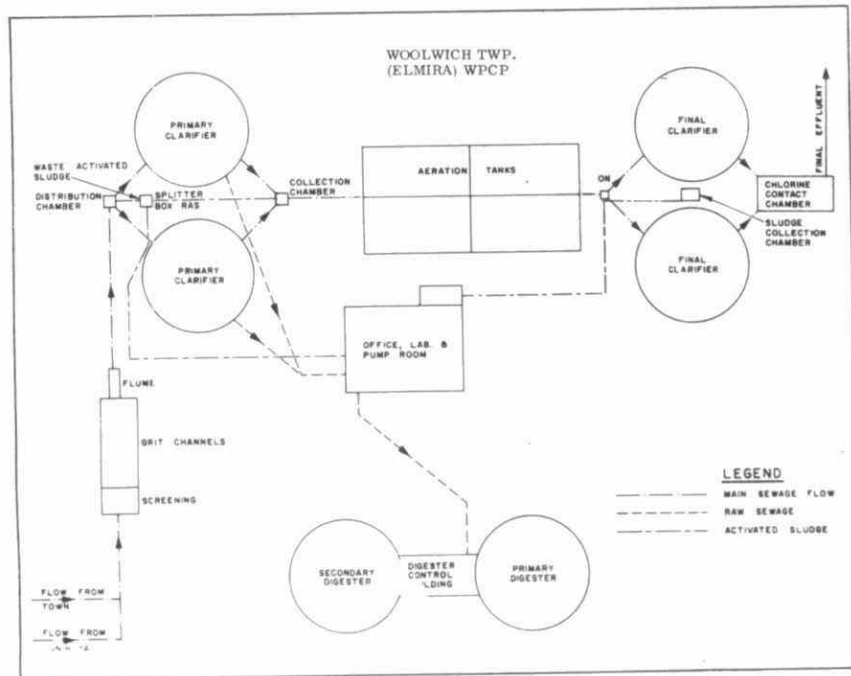 WOOLWICH TWP.
(ELMIRA) WPCP
PRIMARY
CLARIFIER
WASTE ACTIVATED
SLUDGE
DISTRIBUTION
CHAMBER
SPLITTER
BOX RAS
COLLECTION
CHAMBER
PRIMARY
CLARIFIER
AERATION TANKS
ON
FINAL
CLARIFIER
FINAL EFFLUENT
CHLORINE
CONTACT
CHAMBER
SLUDGE
COLLECTION
CHAMBER
FINAL
CLARIFIER
OFFICE, LAB. &
PUMP ROOM
FLUME
GRIT CHANNELS
SCREENING
FLOW FROM
TOWN
FLOW FROM
SECONDARY
DIGESTER
DIGESTER
CONTROL
PRIMARY
DIGESTER
LEGEND
MAIN SEWAGE FLOW
RAW SEWAGE
ACTIVATED SLUDGE